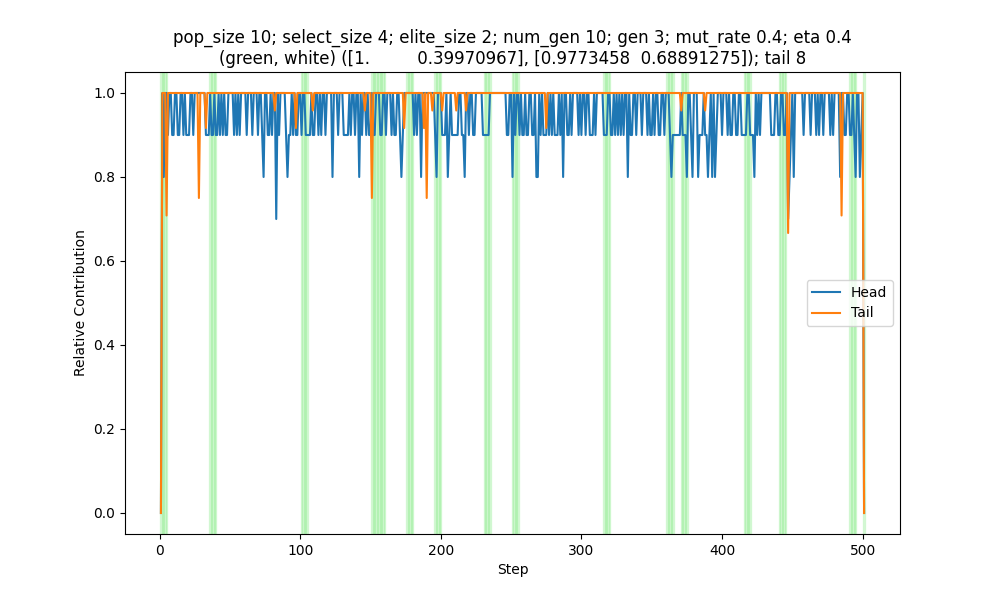 pop_size 10; select_size 4; elite_size 2; num_gen 10; gen 3; mut_rate 0.4; eta 0.4
(green, white) ([1.         0.39970967], [0.9773458  0.68891275]); tail 8
1.0
0.8
0.6
0.4
0.2
0.0
Relative Contribution
Head
Tail
0
100
200
300
400
500
Step